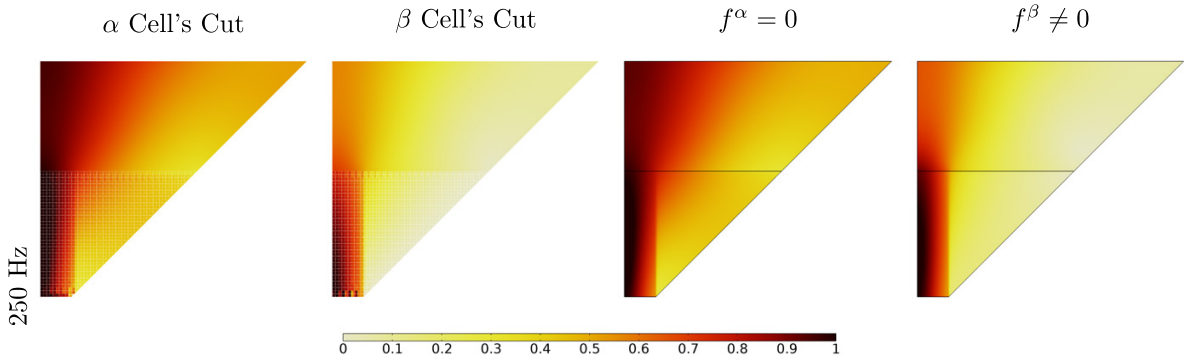 α Cell's Cut
β Cell's Cut
f^α = 0
f^β ≠ 0
250 Hz
0 0.1 0.2 0.3 0.4 0.5 0.6 0.7 0.8 0.9 1